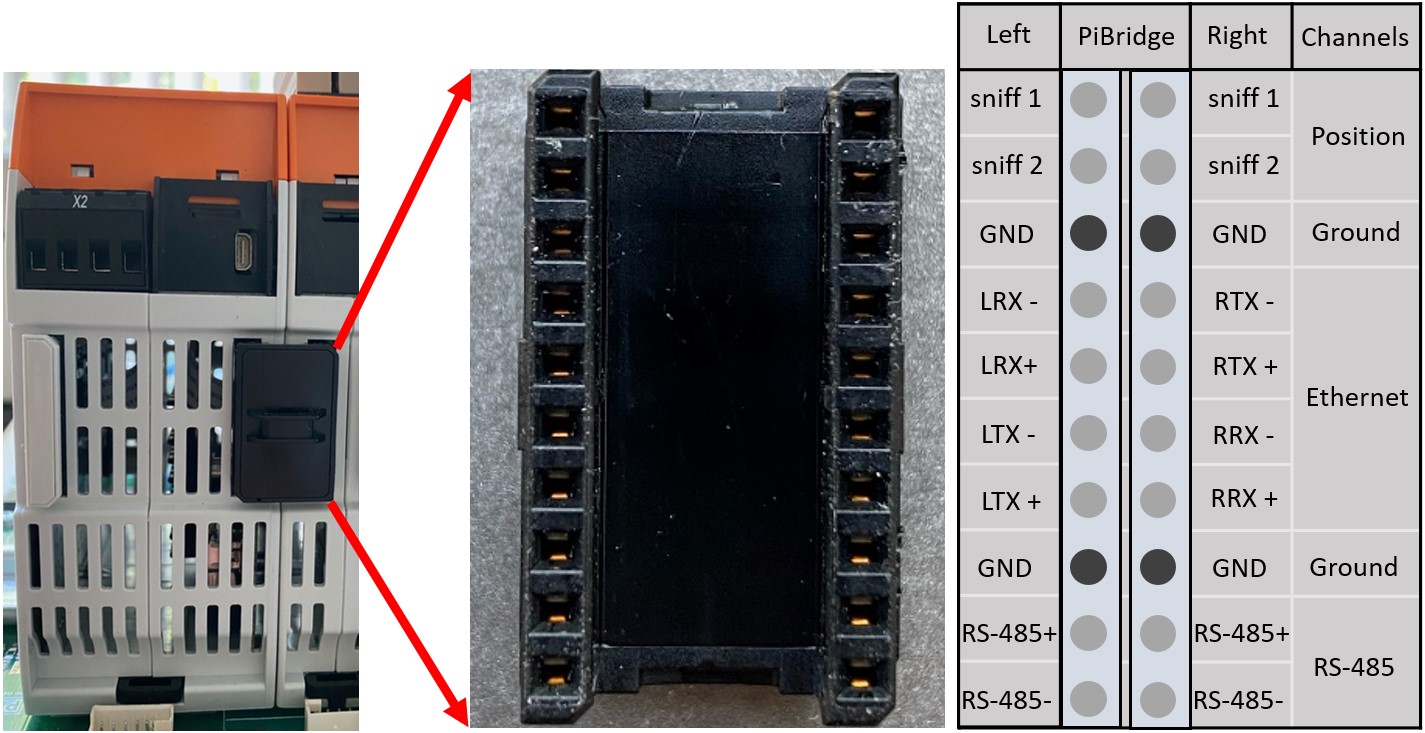 X2
Left PiBridge Right Channels
sniff 1 sniff 1
Position
sniff 2 sniff 2
GND GND Ground
LRX - RTX -
LRX+ RTX +
Ethernet
LTX - RRX -
LTX + RRX +
GND GND Ground
RS-485+ RS-485+
RS-485
RS-485- RS-485-